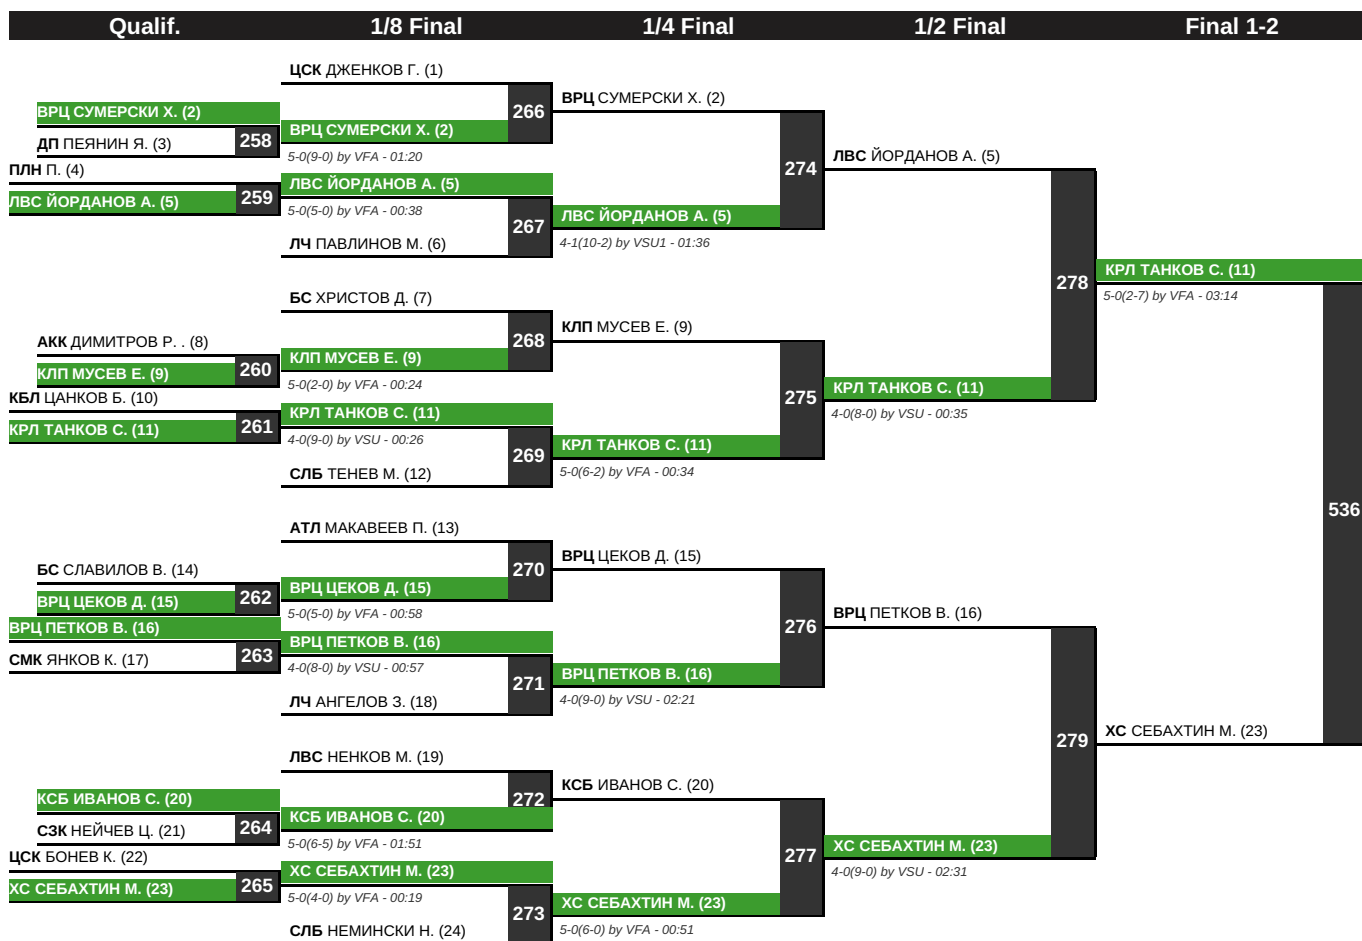 Qualif.
1/8 Final
1/4 Final
1/2 Final
Final 1-2
ВРЦ СУМЕРСКИ Х. (2)
ДП ПЕЯНИН Я. (3)
258
ПЛН П. (4)
ЛВС ЙОРДАНОВ А. (5)
259
АКК ДИМИТРОВ Р. . (8)
КЛП МУСЕВ Е. (9)
260
КБЛ ЦАНКОВ Б. (10)
КРЛ ТАНКОВ С. (11)
261
БС СЛАВИЛОВ В. (14)
ВРЦ ЦЕКОВ Д. (15)
262
ВРЦ ПЕТКОВ В. (16)
СМК ЯНКОВ К. (17)
263
КСБ ИВАНОВ С. (20)
СЗК НЕЙЧЕВ Ц. (21)
264
ЦСК БОНЕВ К. (22)
ХС СЕБАХТИН М. (23)
265
ЦСК ДЖЕНКОВ Г. (1)
266
ВРЦ СУМЕРСКИ Х. (2)
5-0(9-0) by VFA - 01:20
ЛВС ЙОРДАНОВ А. (5)
5-0(5-0) by VFA - 00:38
267
ЛЧ ПАВЛИНОВ М. (6)
БС ХРИСТОВ Д. (7)
268
КЛП МУСЕВ Е. (9)
5-0(2-0) by VFA - 00:24
КРЛ ТАНКОВ С. (11)
4-0(9-0) by VSU - 00:26
269
СЛБ ТЕНЕВ М. (12)
АТЛ МАКАВЕЕВ П. (13)
270
ВРЦ ЦЕКОВ Д. (15)
5-0(5-0) by VFA - 00:58
ВРЦ ПЕТКОВ В. (16)
4-0(8-0) by VSU - 00:57
271
ЛЧ АНГЕЛОВ З. (18)
ЛВС НЕНКОВ М. (19)
272
КСБ ИВАНОВ С. (20)
5-0(6-5) by VFA - 01:51
ХС СЕБАХТИН М. (23)
5-0(4-0) by VFA - 00:19
273
СЛБ НЕМИНСКИ Н. (24)
ВРЦ СУМЕРСКИ Х. (2)
274
ЛВС ЙОРДАНОВ А. (5)
4-1(10-2) by VSU1 - 01:36
КЛП МУСЕВ Е. (9)
275
КРЛ ТАНКОВ С. (11)
5-0(6-2) by VFA - 00:34
ВРЦ ЦЕКОВ Д. (15)
276
ВРЦ ПЕТКОВ В. (16)
4-0(9-0) by VSU - 02:21
КСБ ИВАНОВ С. (20)
277
ХС СЕБАХТИН М. (23)
5-0(6-0) by VFA - 00:51
ЛВС ЙОРДАНОВ А. (5)
278
КРЛ ТАНКОВ С. (11)
4-0(8-0) by VSU - 00:35
ВРЦ ПЕТКОВ В. (16)
279
ХС СЕБАХТИН М. (23)
4-0(9-0) by VSU - 02:31
КРЛ ТАНКОВ С. (11)
5-0(2-7) by VFA - 03:14
536
ХС СЕБАХТИН М. (23)